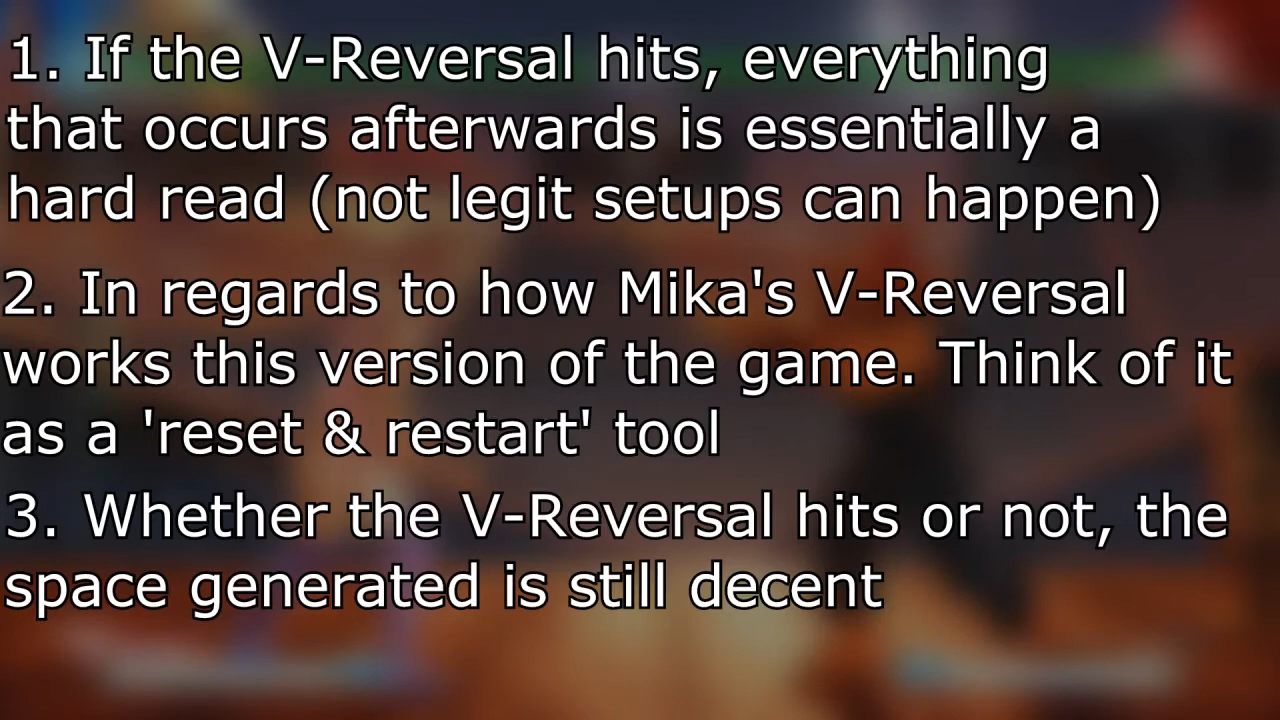 1. If the V-Reversal hits, everything
that occurs afterwards is essentially a
hard read (not legit setups can happen)
2. In regards to how Mika's V-Reversal
works this version of the game. Think of it
as a 'reset & restart' tool
3. Whether the V-Reversal hits or not, the
space generated is still decent